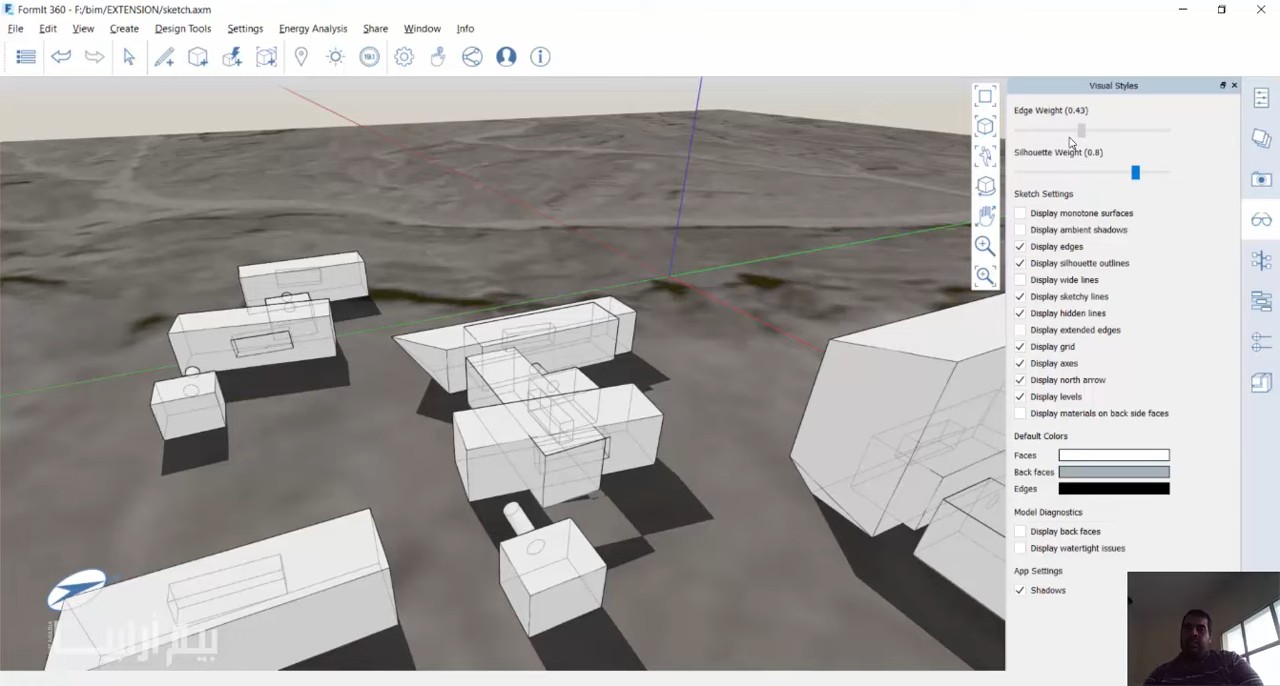 FormIt 360 - F:/bim/EXTENSION/sketch.axm
File Edit View Create Design Tools Settings Energy Analysis Share Window Info
19.1
Visual Styles
Edge Weight (0.43)
Silhouette Weight (0.8)
Sketch Settings
Display monotone surfaces
Display ambient shadows
Display edges
Display silhouette outlines
Display wide lines
Display sketchy lines
Display hidden lines
Display extended edges
Display grid
Display axes
Display north arrow
Display levels
Display materials on back side faces
Default Colors
Faces
Back faces
Edges
Model Diagnostics
Display back faces
Display watertight issues
App Settings
Shadows
بيم أرابيا